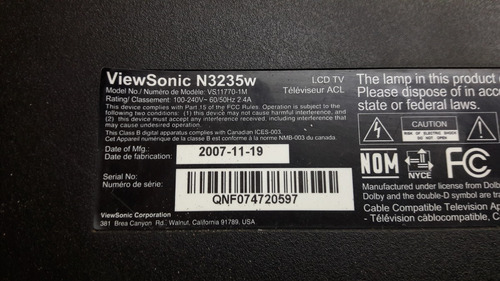 ViewSonic N3235w
LCD TV
Model No / Numéro de Modèle: VS11770-1M
Téléviseur ACL
Rating/ Classement: 100-240V~ 60/50Hz 2.4A
This device complies with Part 15 of the FCC Rules. Operation is subject to the
following two conditions: (1) this device may not cause harmful interference, and
(2) this device must accept any interference received, including interference that
may cause undesired operation.
This Class B digital apparatus complies with Canadian ICES-003.
Cet Appareil numérique de la classe B est conforme à la norme NMB-003 du canada.
Date of Mfg.:
Date de fabrication:
2007-11-19
Serial No:
Numéro de série:
QNF074720597
ViewSonic Corporation
381 Brea Canyon Rd., Walnut, California 91789, USA
The lamp in this product
Please dispose of in acco
state or federal laws.
CAUTION
RISK OF ELECTRIC SHOCK
DO NOT OPEN
NOM
NYCE
FC
Manufactured under license from
Dolby and the double-D symbol are tra
Cable Compatible Television Ap
- Télévision câblocompatible, C